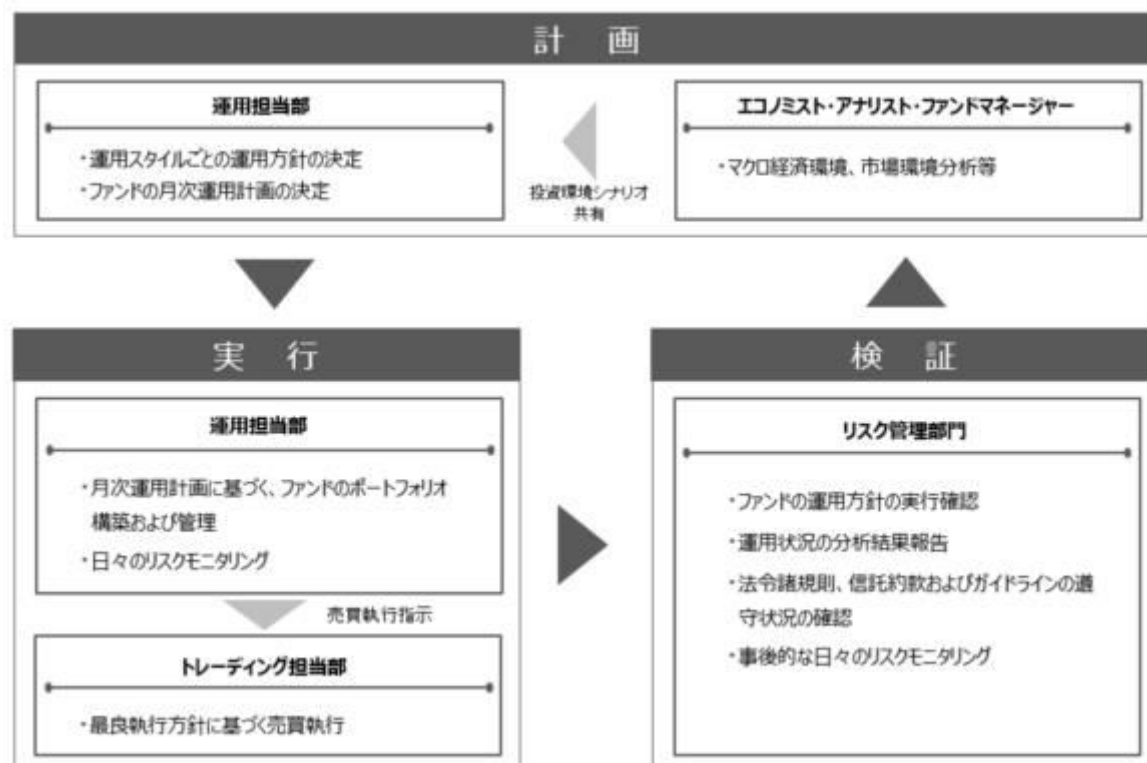 計 画
運用担当部
・運用スタイルごとの運用方針の決定
・ファンドの月次運用計画の決定
投資環境シナリオ
共有
エコノミスト・アナリスト・ファンドマネージャー
・マクロ経済環境、市場環境分析等
実 行
運用担当部
・月次運用計画に基づく、ファンドのポートフォリオ
構築および管理
・日々のリスクモニタリング
売買執行指示
トレーディング担当部
・最良執行方針に基づく売買執行
検 証
リスク管理部門
・ファンドの運用方針の実行確認
・運用状況の分析結果報告
・法令諸規則、信託約款およびガイドラインの遵
守状況の確認
・事後的な日々のリスクモニタリング